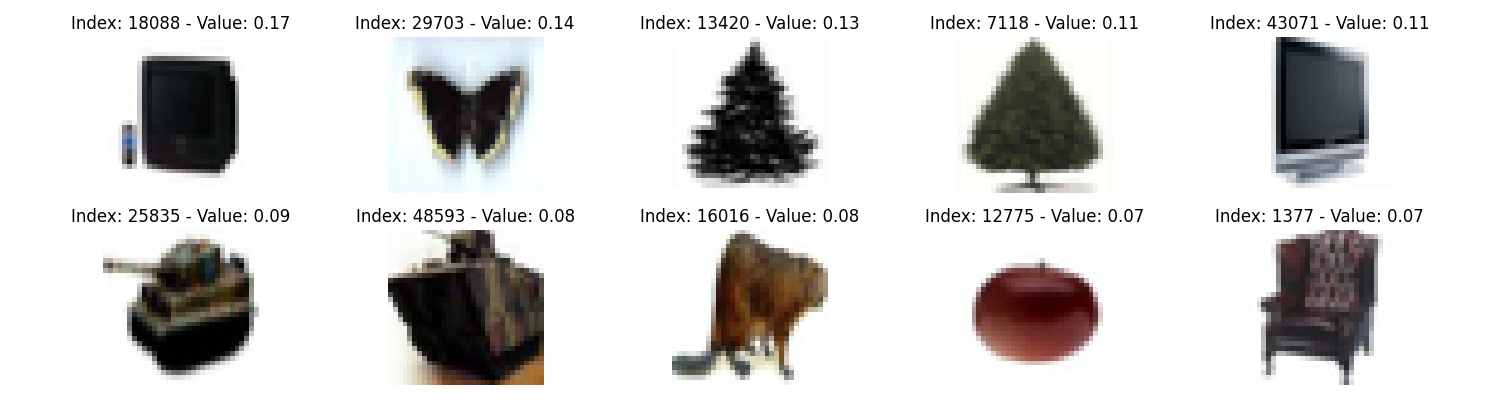 Index: 18088 - Value: 0.17
Index: 29703 - Value: 0.14
Index: 13420 - Value: 0.13
Index: 7118 - Value: 0.11
Index: 43071 - Value: 0.11
Index: 25835 - Value: 0.09
Index: 48593 - Value: 0.08
Index: 16016 - Value: 0.08
Index: 12775 - Value: 0.07
Index: 1377 - Value: 0.07